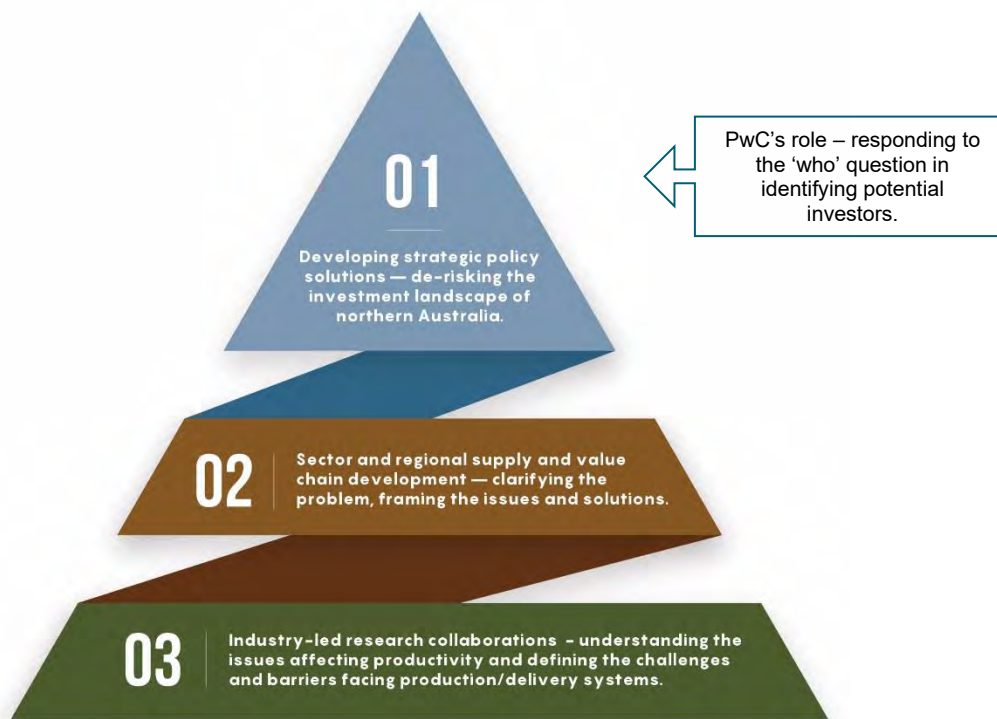 01
Developing strategic policy
solutions — de-risking the
investment landscape of
northern Australia.
PwC's role – responding to
the 'who' question in
identifying potential
investors.
02
Sector and regional supply and value
chain development — clarifying the
problem, framing the issues and solutions.
03
Industry-led research collaborations - understanding the
issues affecting productivity and defining the challenges
and barriers facing production/delivery systems.